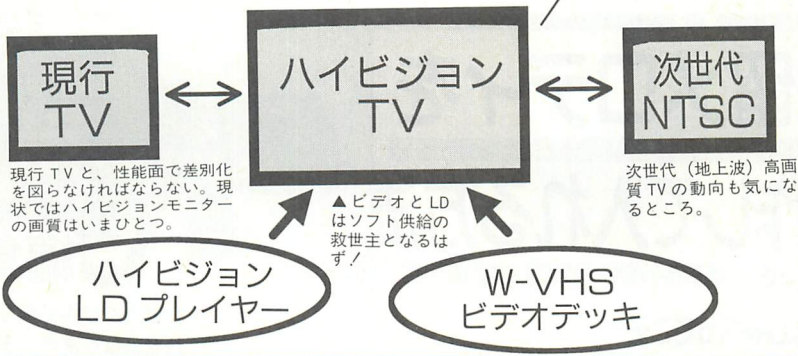 現行
TV
ハイビジョン
TV
次世代
NTSC
現行TVと、性能面で差別化
を図らなければならない。現
状ではハイビジョンモニター
の画質はいまひとつ。
▲ビデオとLD
はソフト供給の
救世主となるは
ず！
次世代（地上波）高画
質TVの動向も気にな
るところ。
ハイビジョン
LDプレイヤー
W-VHS
ビデオデッキ